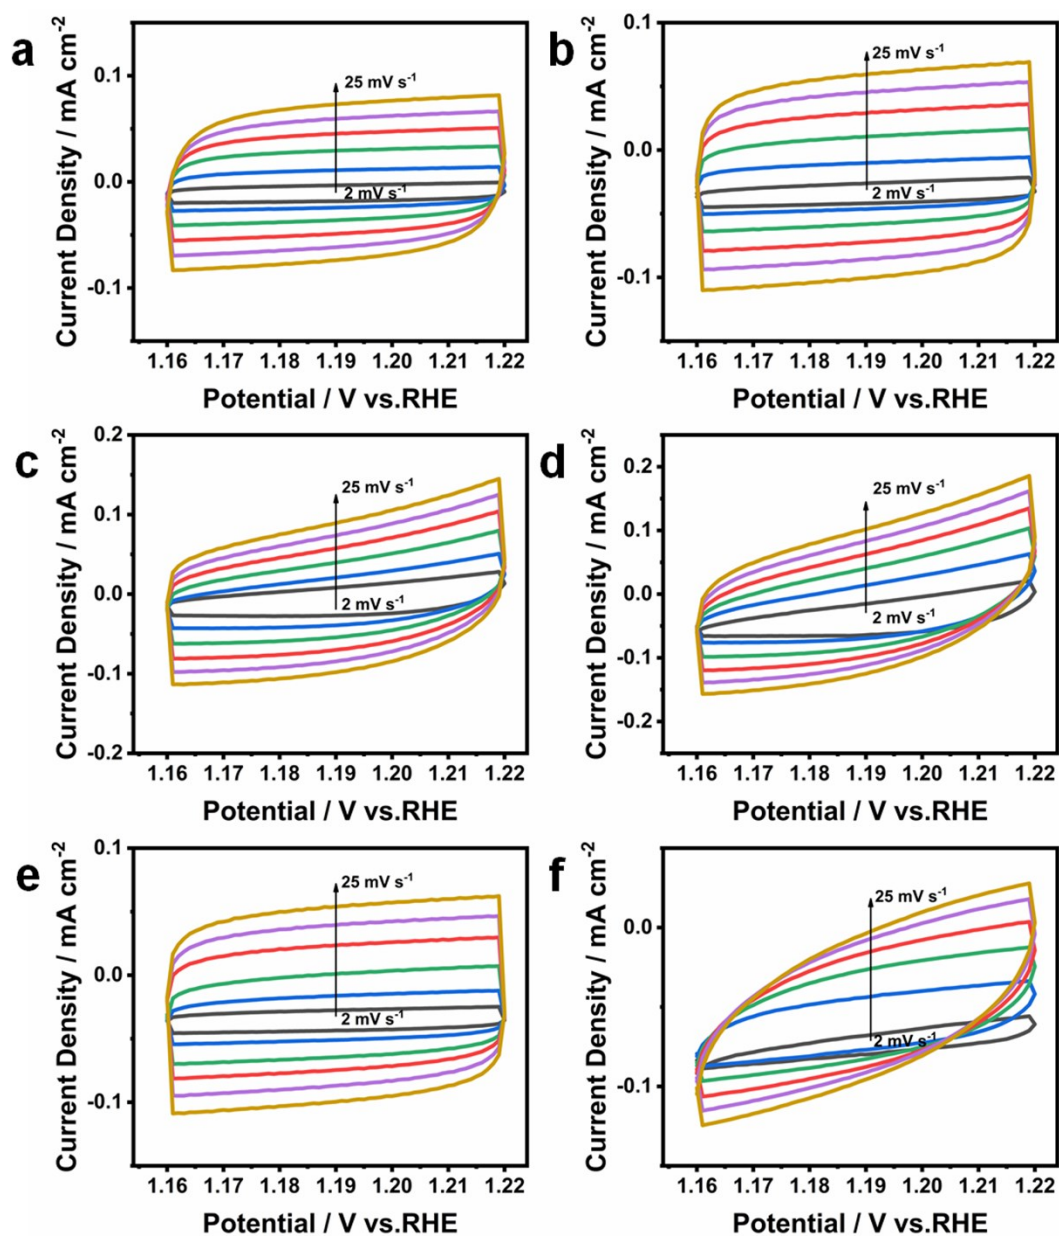 a
Current Density / mA cm⁻²
0.1
0.0
-0.1
25 mV s⁻¹
2 mV s⁻¹
1.16 1.17 1.18 1.19 1.20 1.21 1.22
Potential / V vs.RHE
b
Current Density / mA cm⁻²
0.1
0.0
-0.1
25 mV s⁻¹
2 mV s⁻¹
1.16 1.17 1.18 1.19 1.20 1.21 1.22
Potential / V vs.RHE
c
Current Density / mA cm⁻²
0.2
0.1
0.0
-0.1
-0.2
25 mV s⁻¹
2 mV s⁻¹
1.16 1.17 1.18 1.19 1.20 1.21 1.22
Potential / V vs.RHE
d
Current Density / mA cm⁻²
0.2
0.1
0.0
-0.1
-0.2
25 mV s⁻¹
2 mV s⁻¹
1.16 1.17 1.18 1.19 1.20 1.21 1.22
Potential / V vs.RHE
e
Current Density / mA cm⁻²
0.1
0.0
-0.1
25 mV s⁻¹
2 mV s⁻¹
1.16 1.17 1.18 1.19 1.20 1.21 1.22
Potential / V vs.RHE
f
Current Density / mA cm⁻²
0.0
-0.1
25 mV s⁻¹
2 mV s⁻¹
1.16 1.17 1.18 1.19 1.20 1.21 1.22
Potential / V vs.RHE